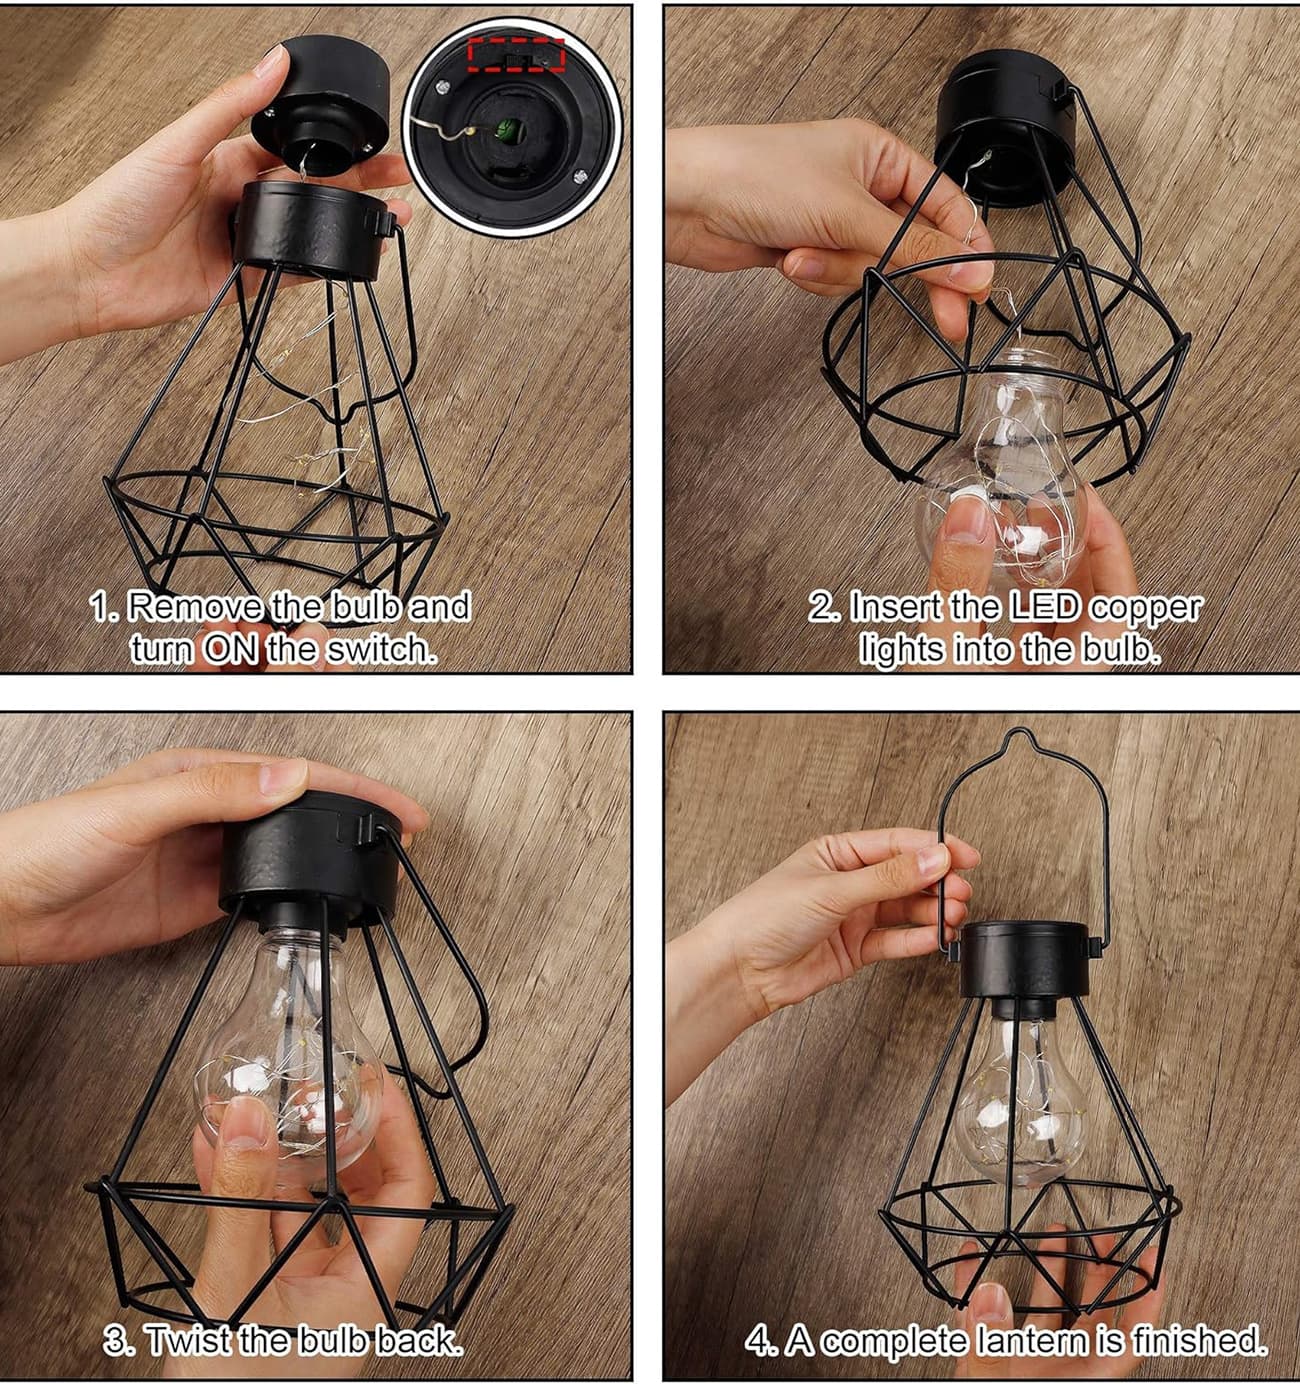 1. Remove the bulb and
turn ON the switch.
2. Insert the LED copper
lights into the bulb.
3. Twist the bulb back.
4. A complete lantern is finished.